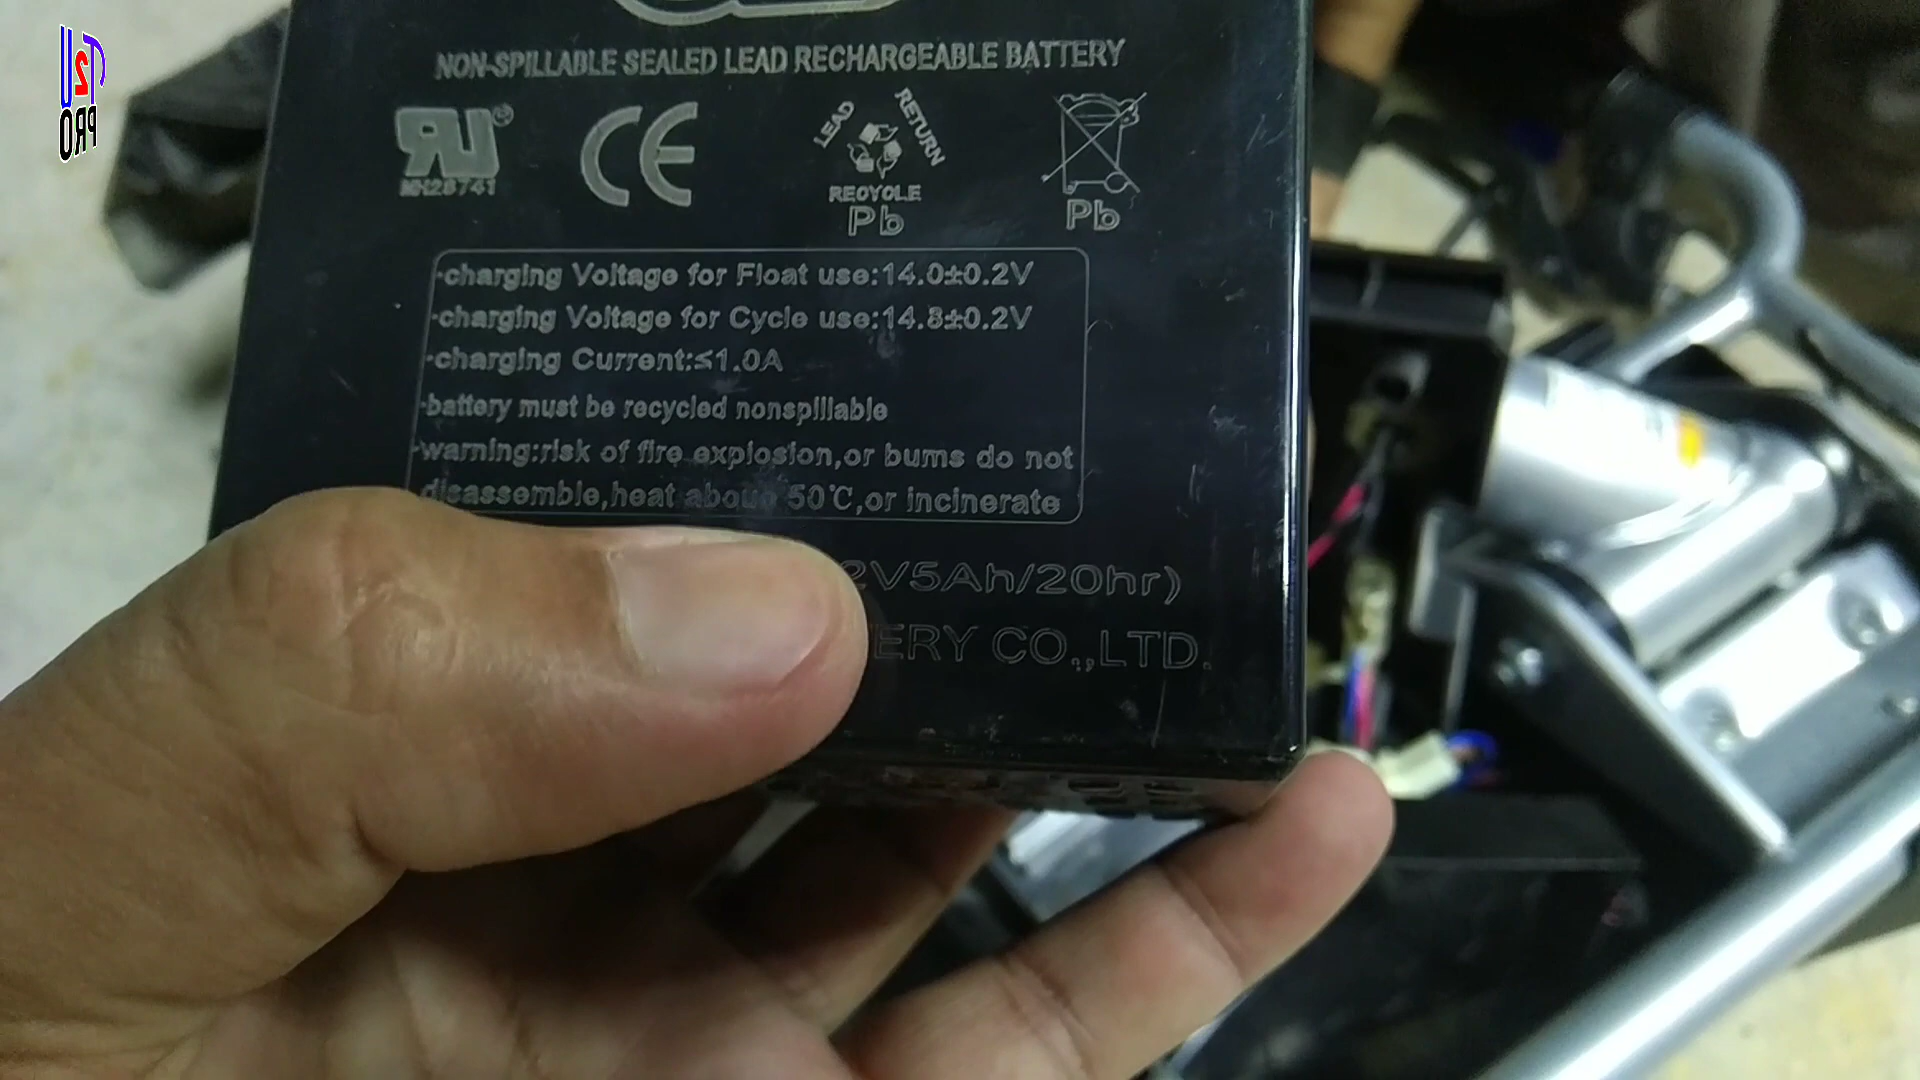 NON-SPILLABLE SEALED LEAD RECHARGEABLE BATTERY
MH28741
CE
LEAD RETURN
RECYCLE
Pb
Pb
·charging Voltage for Float use:14.0±0.2V
·charging Voltage for Cycle use:14.8±0.2V
·charging Current:≤1.0A
·battery must be recycled nonspillable
·warning:risk of fire explosion,or bums do not
disassemble,heat about 50℃,or incinerate
2V5Ah/20hr)
ERY CO.,LTD.
T2U
PRO